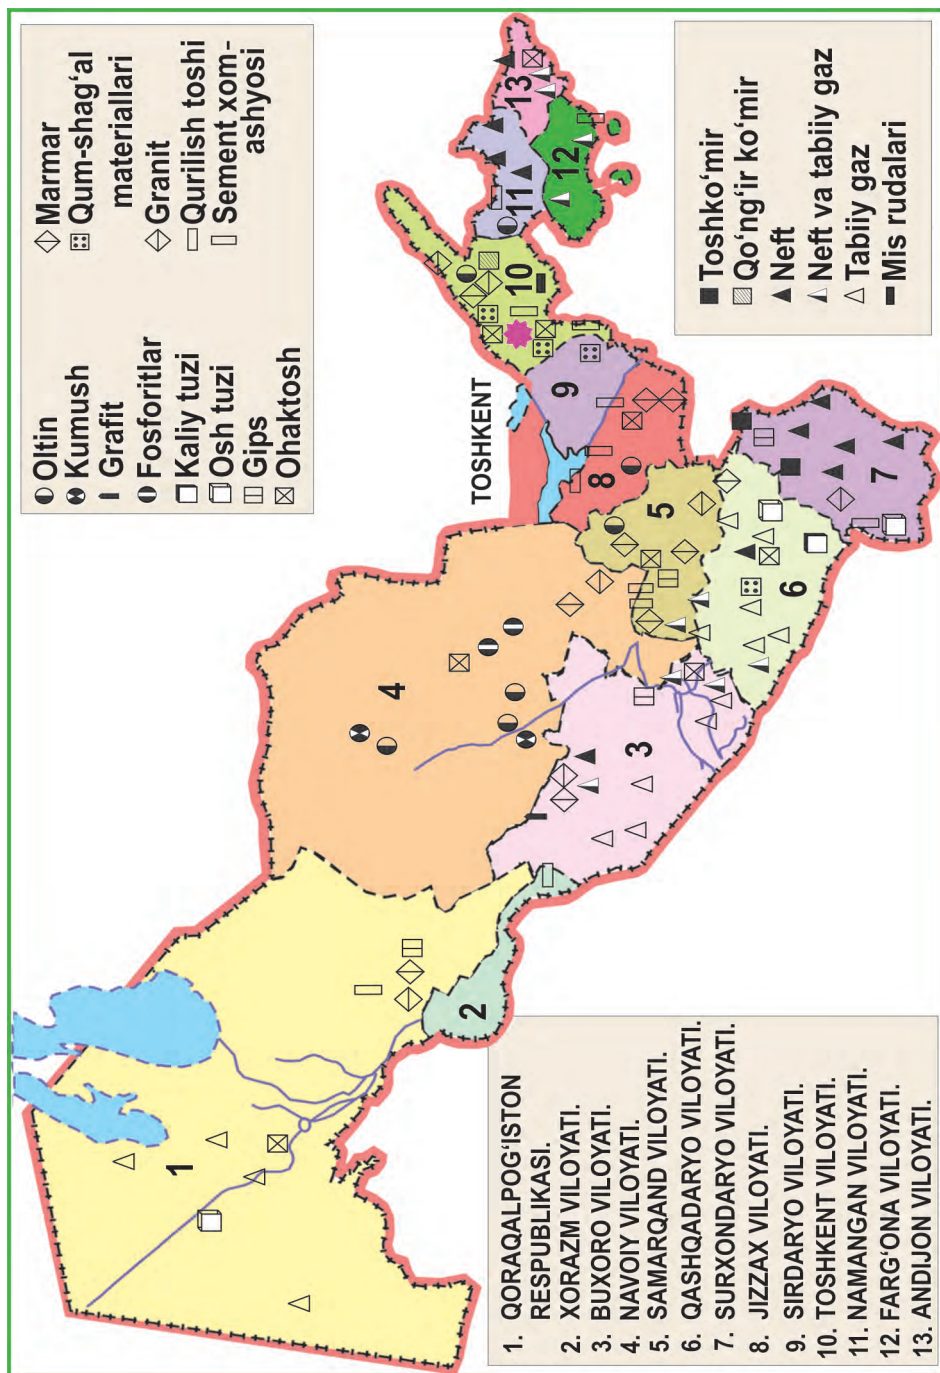 Oltin
Kumush
Grafit
Fosforitlar
Kaliy tuzi
Osh tuzi
Gips
Ohaktosh
Marmar
Qum-shag‘al
materiallari
Granit
Qurilish toshi
Sement xom-
ashyosi
Toshko‘mir
Qo‘ng‘ir ko‘mir
Neft
Neft va tabiiy gaz
Tabiiy gaz
Mis rudalari
TOSHKENT
1
2
3
4
5
6
7
8
9
10
11
12
13
1. QORAQALPOG‘ISTON
RESPUBLIKASI.
2. XORAZM VILOYATI.
3. BUXORO VILOYATI.
4. NAVOIY VILOYATI.
5. SAMARQAND VILOYATI.
6. QASHQADARYO VILOYATI.
7. SURXONDARYO VILOYATI.
8. JIZZAX VILOYATI.
9. SIRDARYO VILOYATI.
10. TOSHKENT VILOYATI.
11. NAMANGAN VILOYATI.
12. FARG‘ONA VILOYATI.
13. ANDIJON VILOYATI.